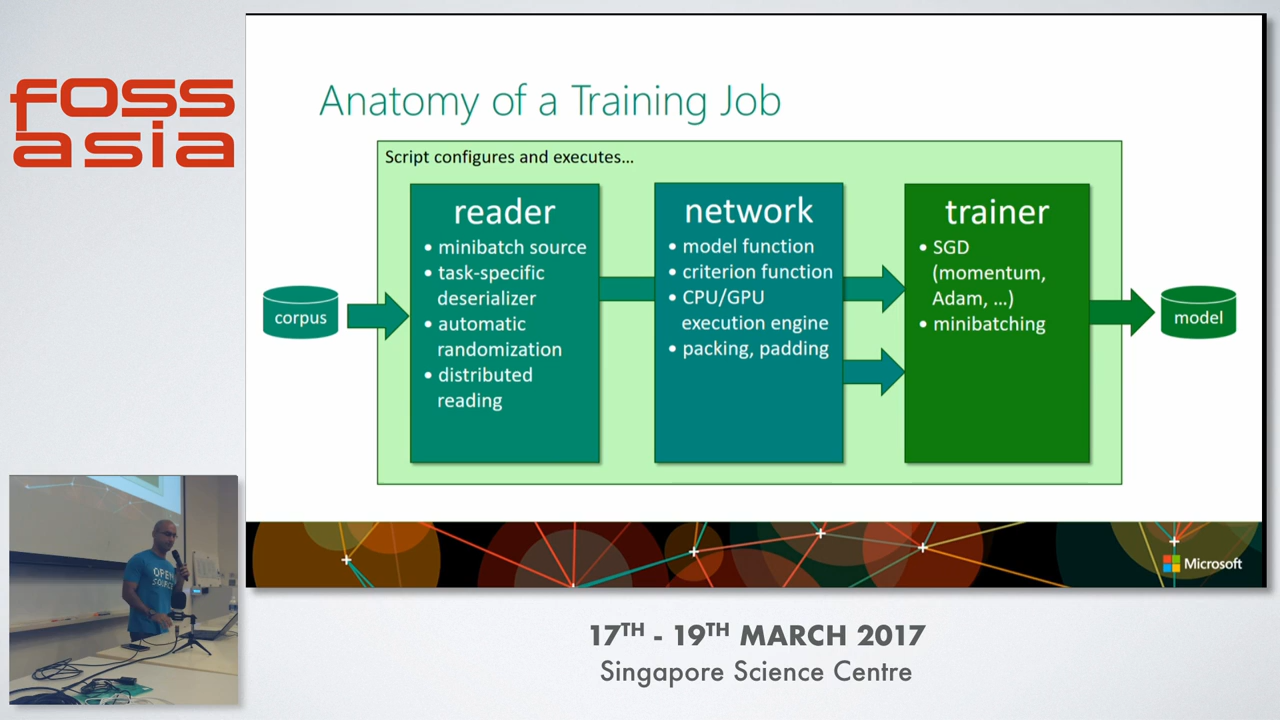 foss
asia
Anatomy of a Training Job
Script configures and executes...
corpus
reader
• minibatch source
• task-specific
deserializer
• automatic
randomization
• distributed
reading
network
• model function
• criterion function
• CPU/GPU
execution engine
• packing, padding
trainer
• SGD
(momentum,
Adam, ...)
• minibatching
model
Microsoft
OPEN
SOURCE
17TH - 19TH MARCH 2017
Singapore Science Centre